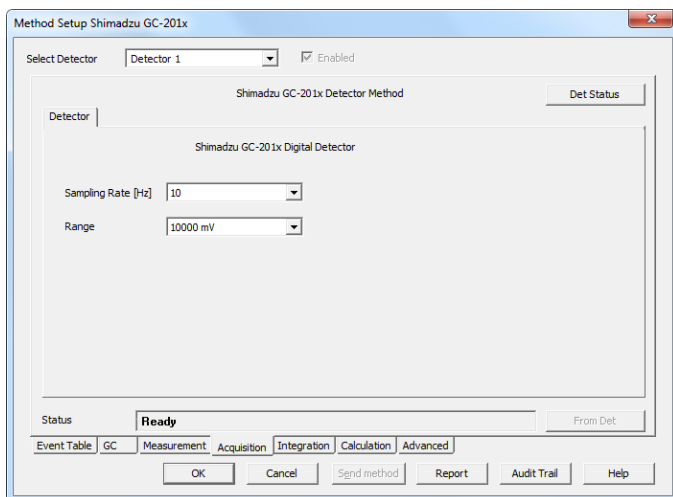 Method Setup Shimadzu GC-201x
Select Detector Detector 1 Enabled
Shimadzu GC-201x Detector Method Det Status
Detector
Shimadzu GC-201x Digital Detector
Sampling Rate [Hz] 10
Range 10000 mV
Status Ready From Det
Event Table GC Measurement Acquisition Integration Calculation Advanced
OK Cancel Send method Report Audit Trail Help